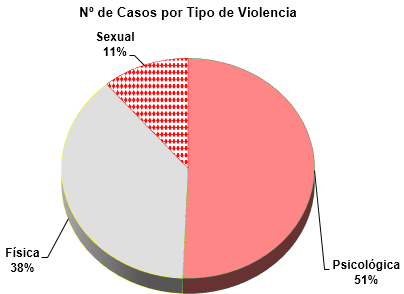 Nº de Casos por Tipo de Violencia
Sexual
11%
Física
38%
Psicológica
51%